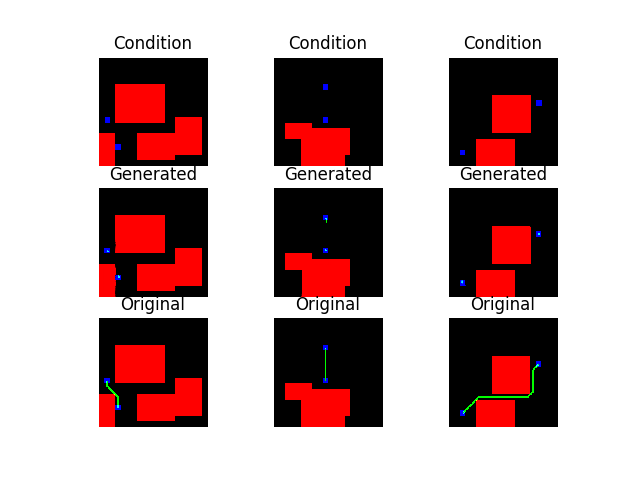 Condition Condition Condition
Generated Generated Generated
Original Original Original